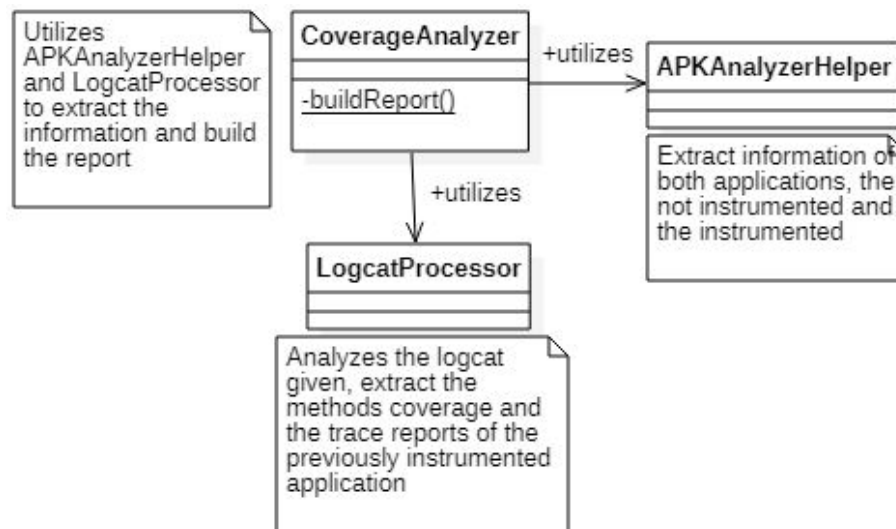 Utilizes
APKAnalyzerHelper
and LogcatProcessor
to extract the
information and build
the report
CoverageAnalyzer
-buildReport()
+utilizes
APKAnalyzerHelper
Extract information of
both applications, the
not instrumented and
the instrumented
+utilizes
LogcatProcessor
Analyzes the logcat
given, extract the
methods coverage and
the trace reports of the
previously instrumented
application